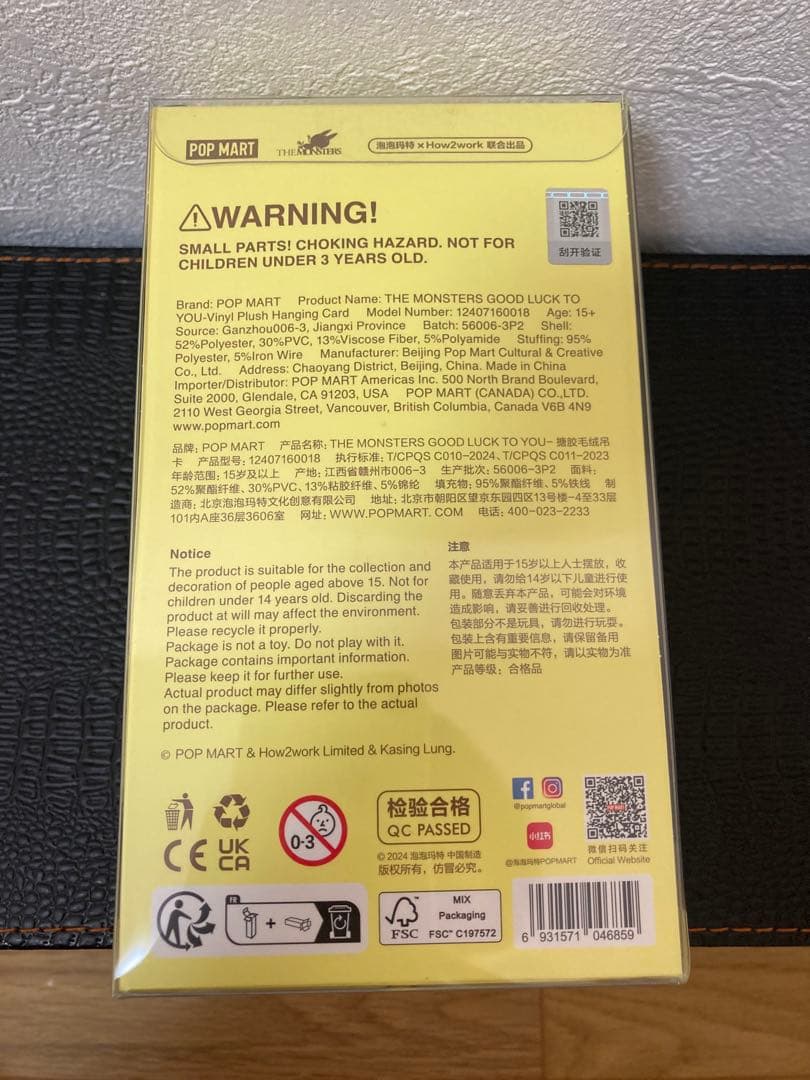 POP MART
THE MONSTERS
泡泡玛特 × How2work 联合出品
WARNING!
SMALL PARTS! CHOKING HAZARD. NOT FOR
CHILDREN UNDER 3 YEARS OLD.
刮开验证
Brand: POP MART Product Name: THE MONSTERS GOOD LUCK TO
YOU-Vinyl Plush Hanging Card Model Number: 12407160018 Age: 15+
Source: Ganzhou006-3, Jiangxi Province Batch: 56006-3P2 Shell:
52%Polyester, 30%PVC, 13%Viscose Fiber, 5%Polyamide Stuffing: 95%
Polyester, 5%Iron Wire Manufacturer: Beijing Pop Mart Cultural & Creative
Co., Ltd. Address: Chaoyang District, Beijing, China. Made in China
Importer/Distributor: POP MART Americas Inc. 500 North Brand Boulevard,
Suite 2000, Glendale, CA 91203, USA POP MART (CANADA) CO.,LTD.
2110 West Georgia Street, Vancouver, British Columbia, Canada V6B 4N9
www.popmart.com
品牌: POP MART 产品名称: THE MONSTERS GOOD LUCK TO YOU- 搪胶毛绒吊
卡 产品型号: 12407160018 执行标准: T/CPQS C010-2024、T/CPQS C011-2023
年龄范围: 15岁及以上 产地: 江西省赣州市006-3 生产批次: 56006-3P2 面料:
52%聚酯纤维、30%PVC、13%粘胶纤维、5%锦纶 填充物: 95%聚酯纤维、5%铁线 制
造商: 北京泡泡玛特文化创意有限公司 地址: 北京市朝阳区望京东园四区13号楼-4至33层
101内A座36层3606室 网址: WWW.POPMART. COM 电话: 400-023-2233
Notice
The product is suitable for the collection and
decoration of people aged above 15. Not for
children under 14 years old. Discarding the
product at will may affect the environment.
Please recycle it properly.
Package is not a toy. Do not play with it.
Package contains important information.
Please keep it for further use.
Actual product may differ slightly from photos
on the package. Please refer to the actual
product.
注意
本产品适用于15岁以上人士摆放，收
藏使用，请勿给14岁以下儿童进行使
用。随意丢弃本产品，可能会对环境
造成影响，请妥善进行回收处理。
包装部分不是玩具，请勿进行玩耍。
包装上含有重要信息，请保留备用
图片可能与实物不符，请以实物为准
产品等级：合格品
© POP MART & How2work Limited & Kasing Lung.
CE
UK
CA
0-3
检验合格
QC PASSED
© 2024 泡泡玛特 中国制造
版权所有，仿冒必究。
@popmartglobal
小红书
@泡泡玛特POPMART
微信扫码关注
Official Website
FR
FSC
MIX
Packaging
FSC™ C197572
6 931571 046859